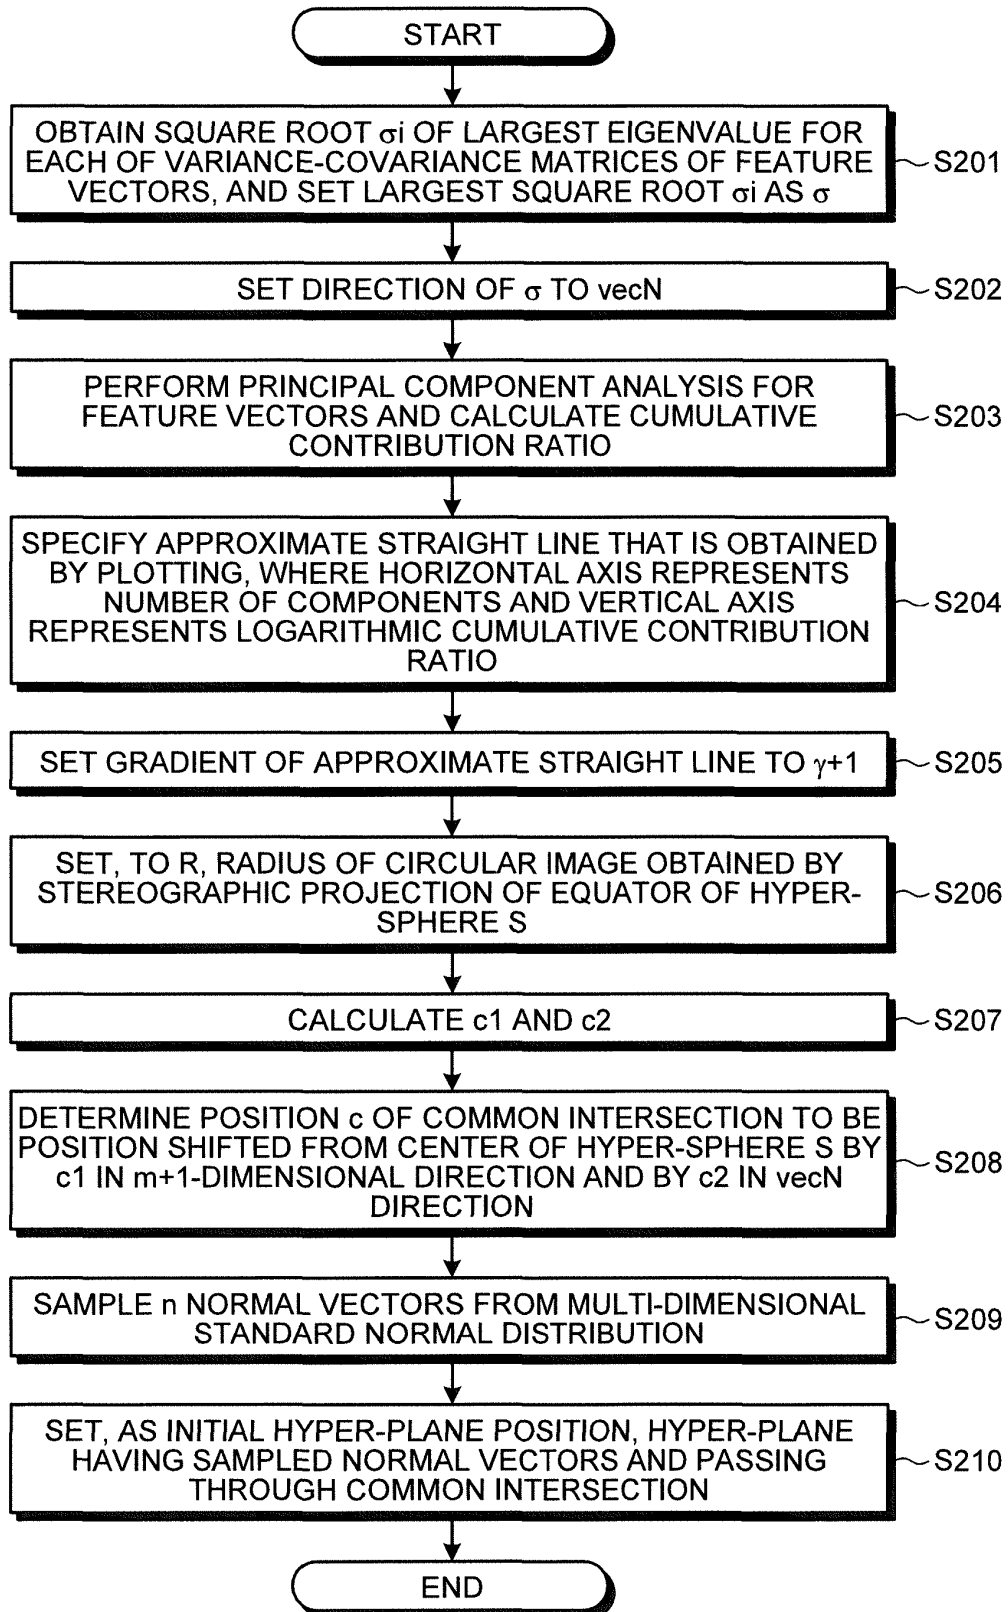 START
OBTAIN SQUARE ROOT σi OF LARGEST EIGENVALUE FOR
EACH OF VARIANCE-COVARIANCE MATRICES OF FEATURE
VECTORS, AND SET LARGEST SQUARE ROOT σi AS σ
S201
SET DIRECTION OF σ TO vecN
S202
PERFORM PRINCIPAL COMPONENT ANALYSIS FOR
FEATURE VECTORS AND CALCULATE CUMULATIVE
CONTRIBUTION RATIO
S203
SPECIFY APPROXIMATE STRAIGHT LINE THAT IS OBTAINED
BY PLOTTING, WHERE HORIZONTAL AXIS REPRESENTS
NUMBER OF COMPONENTS AND VERTICAL AXIS
REPRESENTS LOGARITHMIC CUMULATIVE CONTRIBUTION
RATIO
S204
SET GRADIENT OF APPROXIMATE STRAIGHT LINE TO γ+1
S205
SET, TO R, RADIUS OF CIRCULAR IMAGE OBTAINED BY
STEREOGRAPHIC PROJECTION OF EQUATOR OF HYPER-
SPHERE S
S206
CALCULATE c1 AND c2
S207
DETERMINE POSITION c OF COMMON INTERSECTION TO BE
POSITION SHIFTED FROM CENTER OF HYPER-SPHERE S BY
c1 IN m+1-DIMENSIONAL DIRECTION AND BY c2 IN vecN
DIRECTION
S208
SAMPLE n NORMAL VECTORS FROM MULTI-DIMENSIONAL
STANDARD NORMAL DISTRIBUTION
S209
SET, AS INITIAL HYPER-PLANE POSITION, HYPER-PLANE
HAVING SAMPLED NORMAL VECTORS AND PASSING
THROUGH COMMON INTERSECTION
S210
END